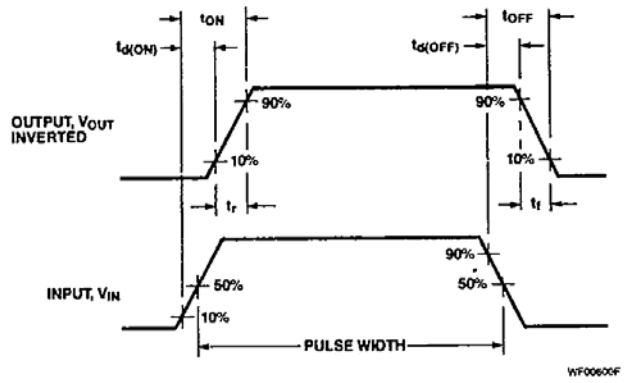 tON
tOFF
td(ON)
td(OFF)
OUTPUT, VOUT
INVERTED
90%
90%
10%
10%
tr
tf
INPUT, VIN
90%
50%
50%
10%
PULSE WIDTH
WF00600F